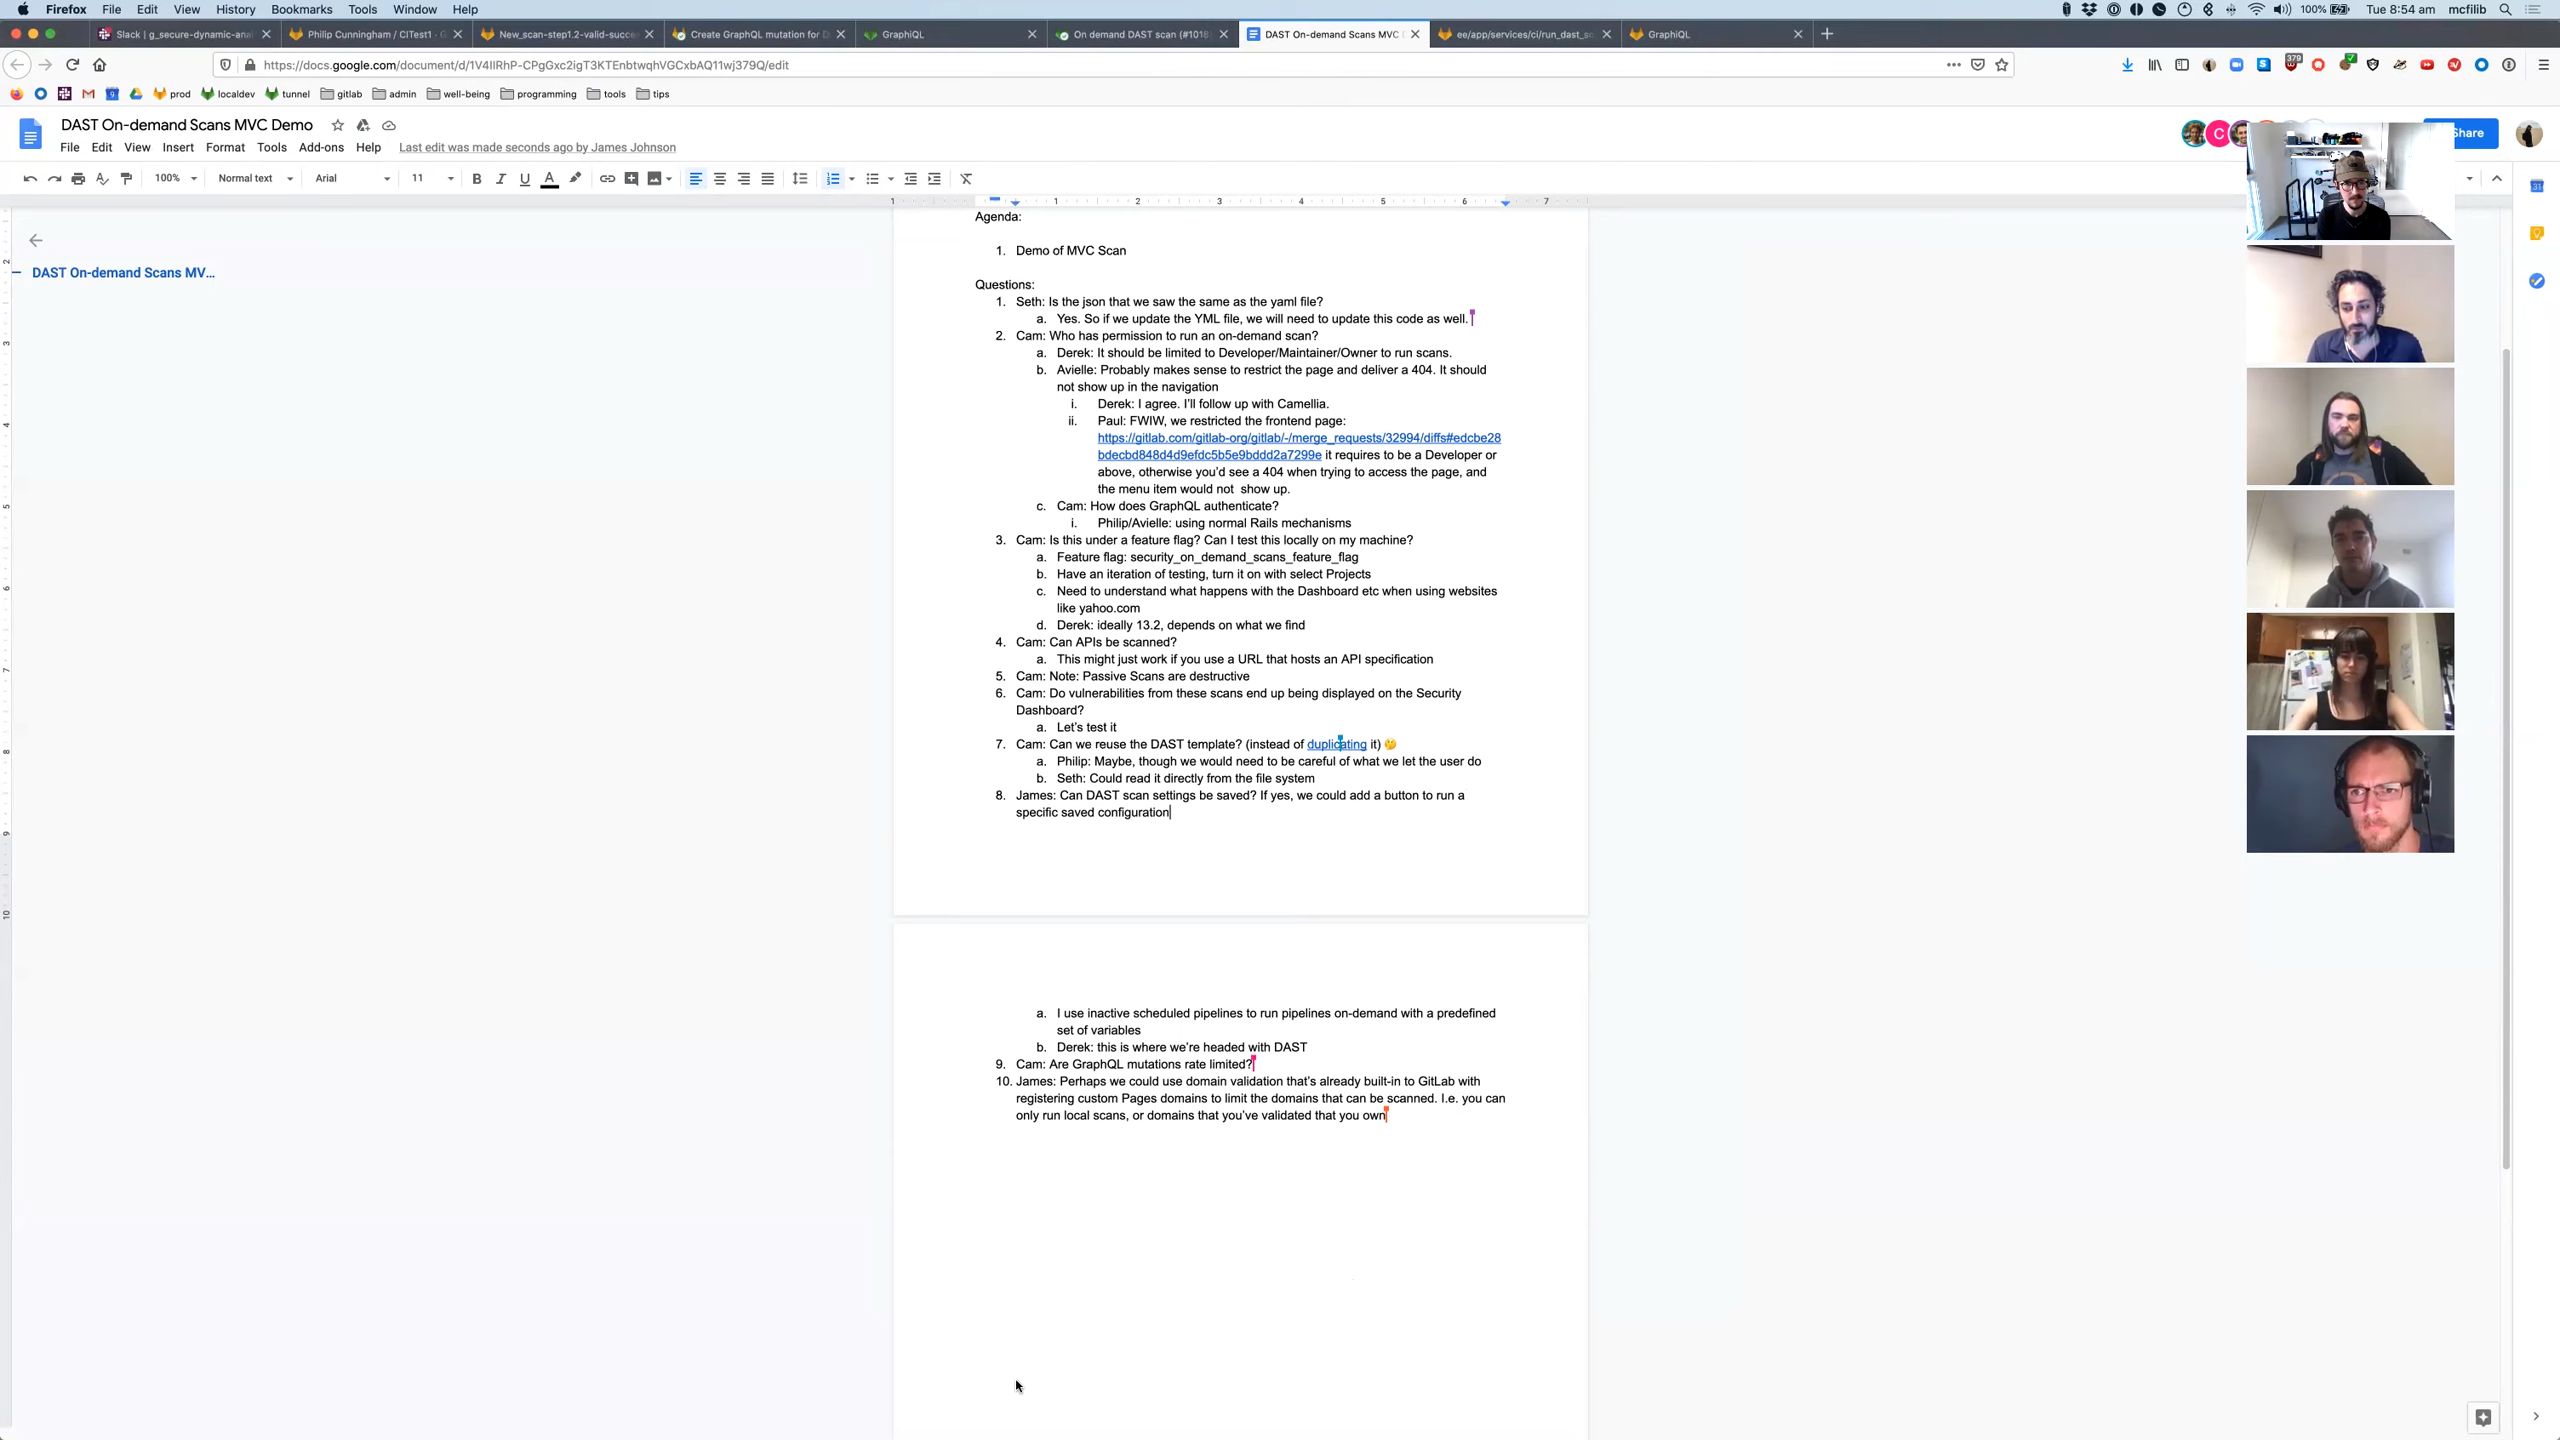 Firefox File Edit View History Bookmarks Tools Window Help 100% Tue 8:54 am mcfilib
Slack | g_secure-dynamic-anal Philip Cunningham / CITest1 · G New_scan-step1.2-valid-succe Create GraphQL mutation for D GraphiQL On demand DAST scan (#1018 DAST On-demand Scans MVC D ee/app/services/ci/run_dast_sc GraphiQL
https://docs.google.com/document/d/1V4IlRhP-CPgGxc2igT3KTEnbtwqhVGCxbAQ11wj379Q/edit
379
prod localdev tunnel gitlab admin well-being programming tools tips
DAST On-demand Scans MVC Demo
C
Share
File Edit View Insert Format Tools Add-ons Help Last edit was made seconds ago by James Johnson
100% Normal text Arial 11 B I U A
1 1 2 3 4 5 6 7
DAST On-demand Scans MV...
2
3
4
5
6
7
8
9
10
Agenda:
1. Demo of MVC Scan
Questions:
1. Seth: Is the json that we saw the same as the yaml file?
a. Yes. So if we update the YML file, we will need to update this code as well.
2. Cam: Who has permission to run an on-demand scan?
a. Derek: It should be limited to Developer/Maintainer/Owner to run scans.
b. Avielle: Probably makes sense to restrict the page and deliver a 404. It should
not show up in the navigation
i. Derek: I agree. I'll follow up with Camellia.
ii. Paul: FWIW, we restricted the frontend page:
https://gitlab.com/gitlab-org/gitlab/-/merge_requests/32994/diffs#edcbe28
bdecbd848d4d9efdc5b5e9bddd2a7299e it requires to be a Developer or
above, otherwise you'd see a 404 when trying to access the page, and
the menu item would not show up.
c. Cam: How does GraphQL authenticate?
i. Philip/Avielle: using normal Rails mechanisms
3. Cam: Is this under a feature flag? Can I test this locally on my machine?
a. Feature flag: security_on_demand_scans_feature_flag
b. Have an iteration of testing, turn it on with select Projects
c. Need to understand what happens with the Dashboard etc when using websites
like yahoo.com
d. Derek: ideally 13.2, depends on what we find
4. Cam: Can APIs be scanned?
a. This might just work if you use a URL that hosts an API specification
5. Cam: Note: Passive Scans are destructive
6. Cam: Do vulnerabilities from these scans end up being displayed on the Security
Dashboard?
a. Let's test it
7. Cam: Can we reuse the DAST template? (instead of duplicating it) 🤔
a. Philip: Maybe, though we would need to be careful of what we let the user do
b. Seth: Could read it directly from the file system
8. James: Can DAST scan settings be saved? If yes, we could add a button to run a
specific saved configuration
a. I use inactive scheduled pipelines to run pipelines on-demand with a predefined
set of variables
b. Derek: this is where we're headed with DAST
9. Cam: Are GraphQL mutations rate limited?
10. James: Perhaps we could use domain validation that's already built-in to GitLab with
registering custom Pages domains to limit the domains that can be scanned. I.e. you can
only run local scans, or domains that you've validated that you own